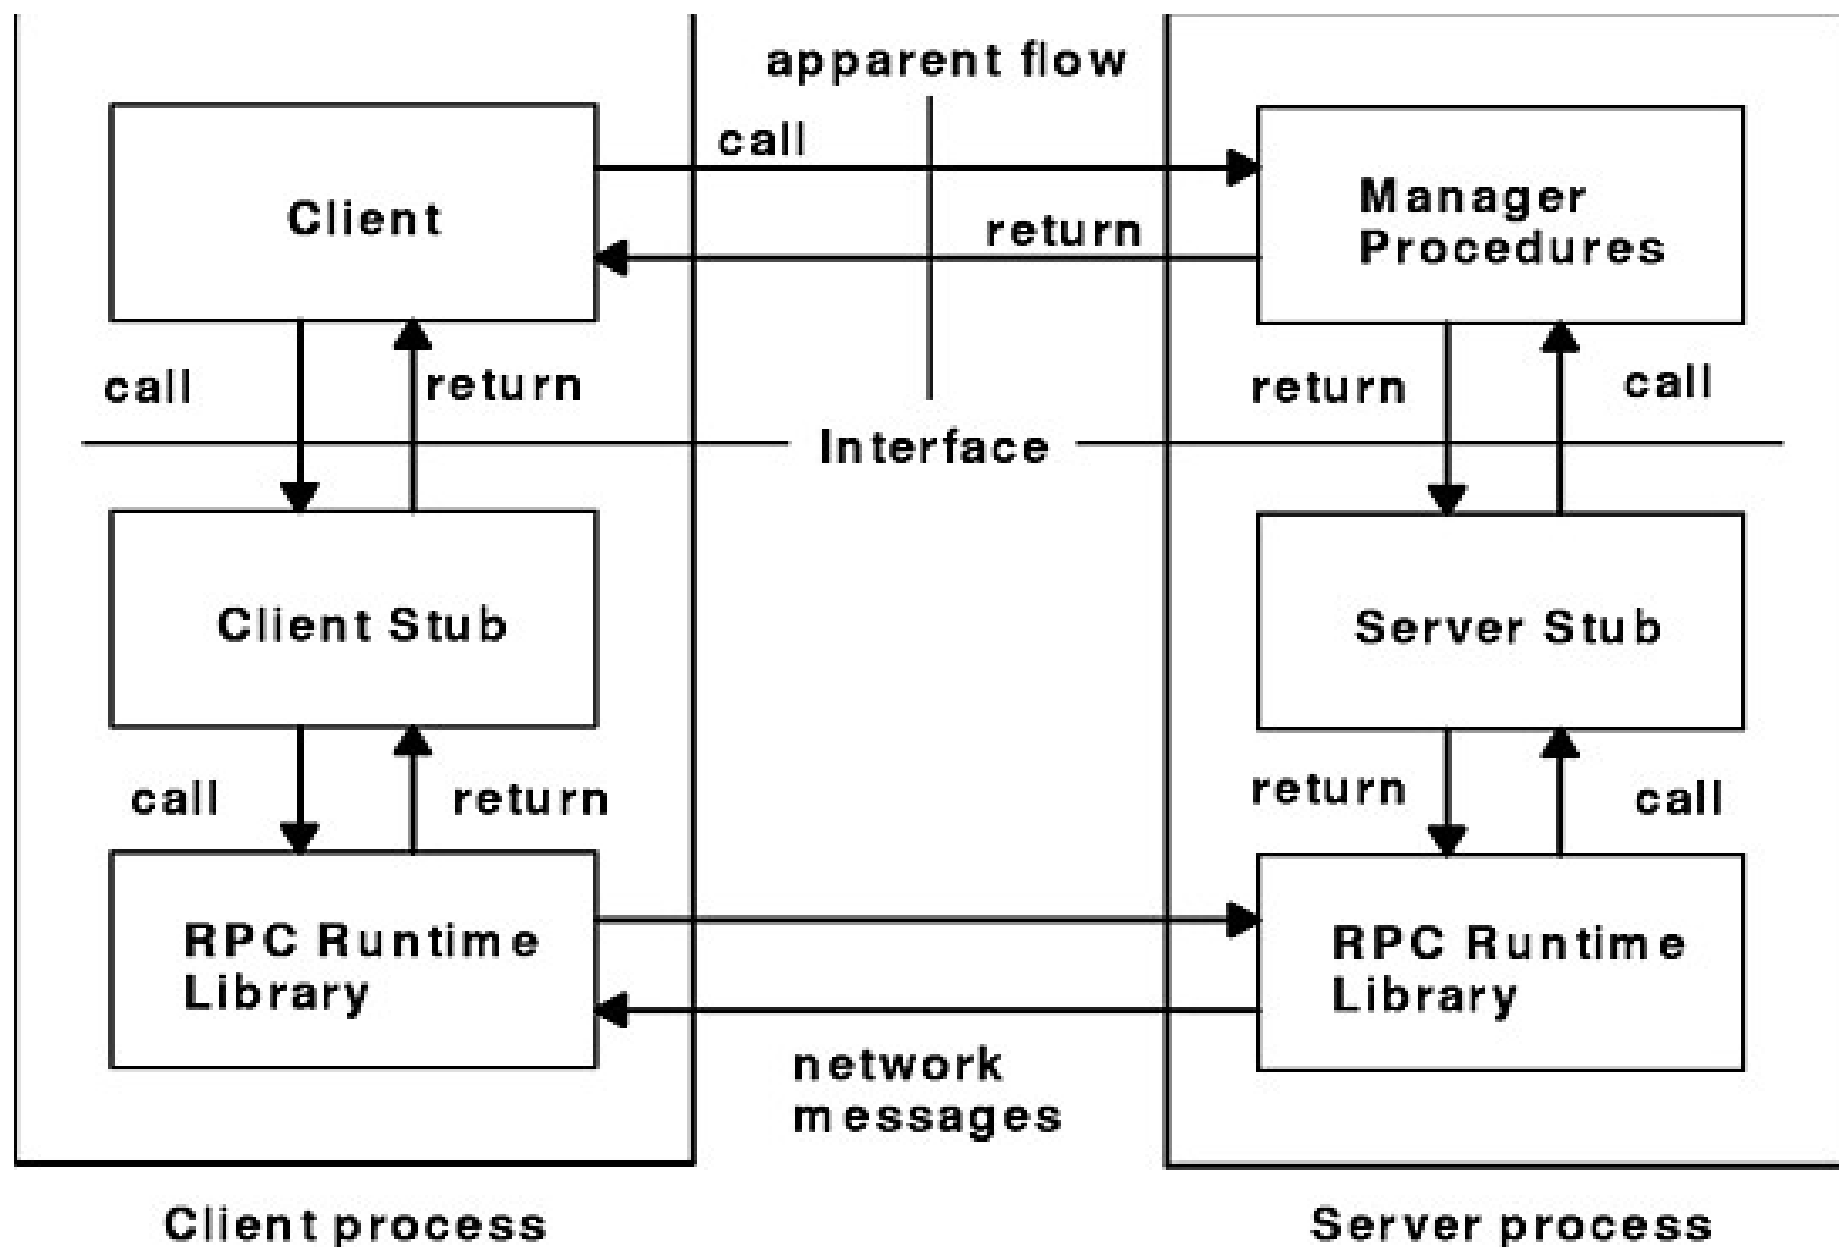 apparent flow
call
Client
Manager
Procedures
return
call
return
return
call
Interface
Client Stub
Server Stub
call
return
return
call
RPC Runtime
Library
RPC Runtime
Library
network
messages
Client process
Server process